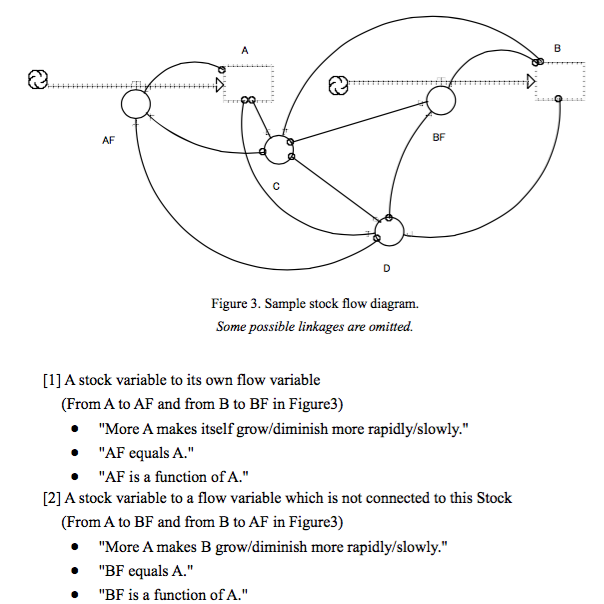 A
B
AF
BF
C
D
Figure 3. Sample stock flow diagram.
Some possible linkages are omitted.
[1] A stock variable to its own flow variable
(From A to AF and from B to BF in Figure3)
• "More A makes itself grow/diminish more rapidly/slowly."
• "AF equals A."
• "AF is a function of A."
[2] A stock variable to a flow variable which is not connected to this Stock
(From A to BF and from B to AF in Figure3)
• "More A makes B grow/diminish more rapidly/slowly."
• "BF equals A."
• "BF is a function of A."